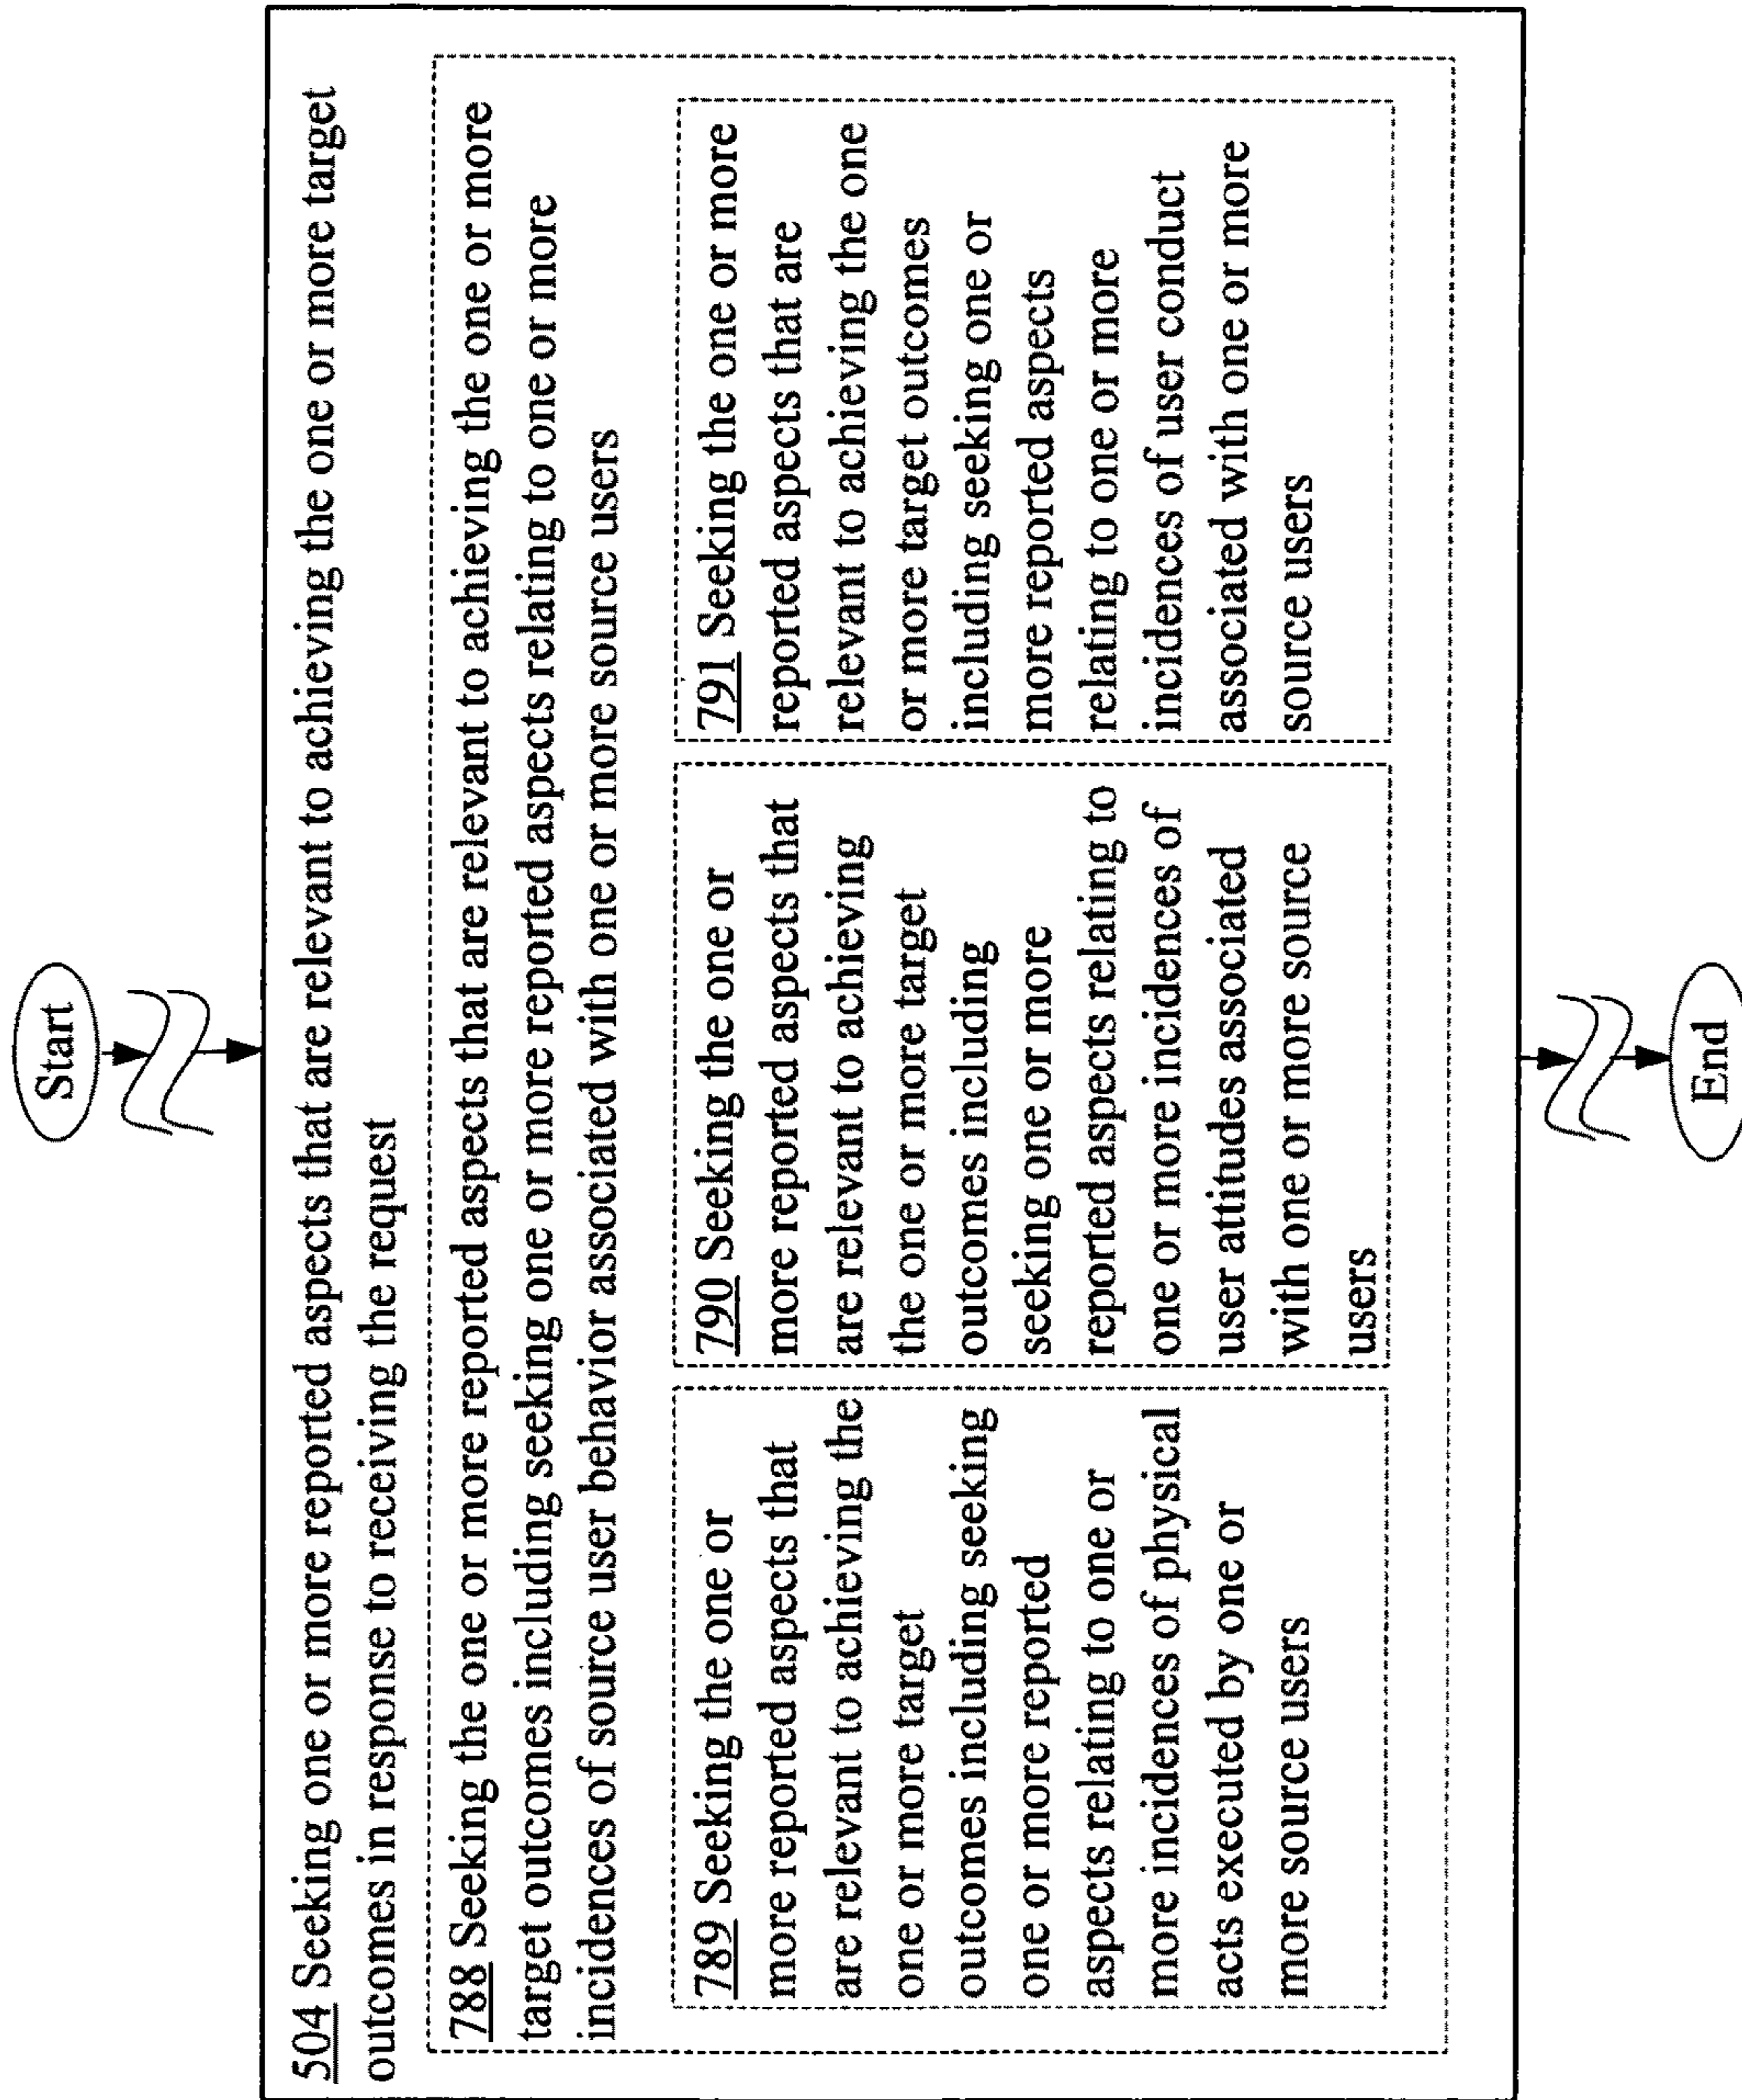 Start
504 Seeking one or more reported aspects that are relevant to achieving the one or more target
outcomes in response to receiving the request
788 Seeking the one or more reported aspects that are relevant to achieving the one or more
target outcomes including seeking one or more reported aspects relating to one or more
incidences of source user behavior associated with one or more source users
789 Seeking the one or
more reported aspects that
are relevant to achieving the
one or more target
outcomes including seeking
one or more reported
aspects relating to one or
more incidences of physical
acts executed by one or
more source users
790 Seeking the one or
more reported aspects that
are relevant to achieving
the one or more target
outcomes including
seeking one or more
reported aspects relating to
one or more incidences of
user attitudes associated
with one or more source
users
791 Seeking the one or more
reported aspects that are
relevant to achieving the one
or more target outcomes
including seeking one or
more reported aspects
relating to one or more
incidences of user conduct
associated with one or more
source users
End